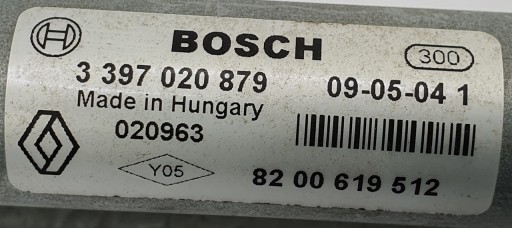 BOSCH
300
3 397 020 879 09-05-04 1
Made in Hungary
020963
Y05
82 00 619 512